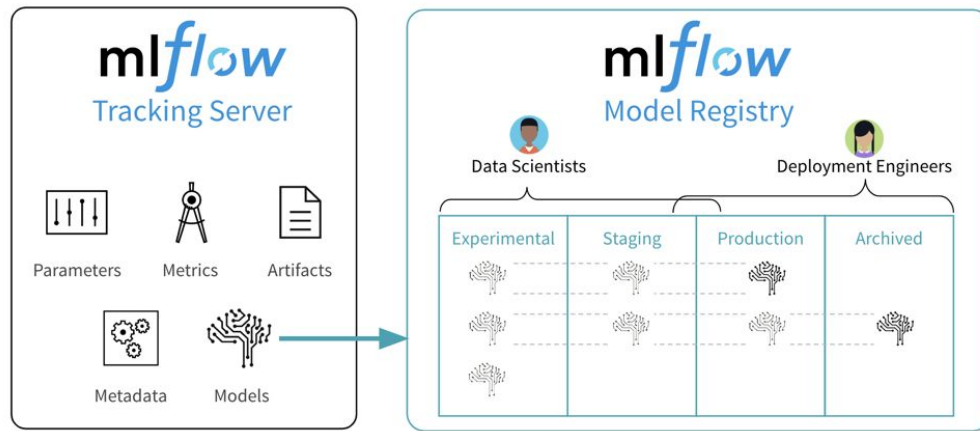 mlflow
Tracking Server
Parameters
Metrics
Artifacts
Metadata
Models
mlflow
Model Registry
Data Scientists
Deployment Engineers
Experimental
Staging
Production
Archived